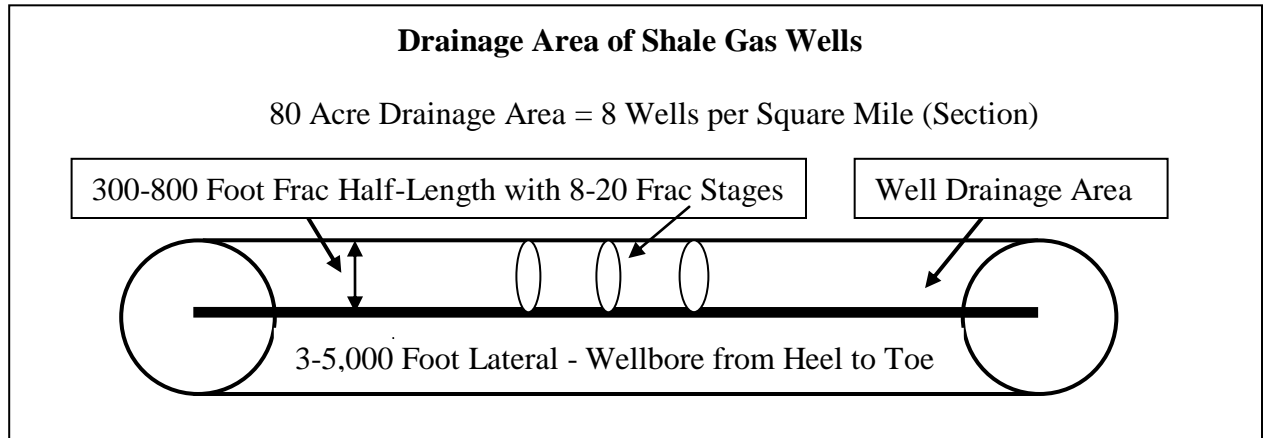 Drainage Area of Shale Gas Wells
80 Acre Drainage Area = 8 Wells per Square Mile (Section)
300-800 Foot Frac Half-Length with 8-20 Frac Stages
Well Drainage Area
3-5,000 Foot Lateral - Wellbore from Heel to Toe